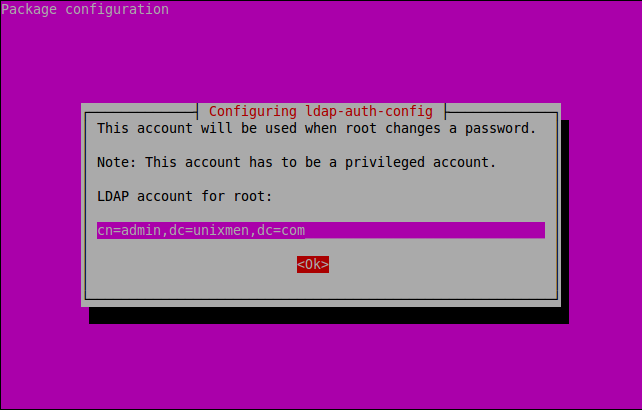 Package configuration
Configuring ldap-auth-config
This account will be used when root changes a password.
Note: This account has to be a privileged account.
LDAP account for root:
cn=admin,dc=unixmen,dc=com
<Ok>